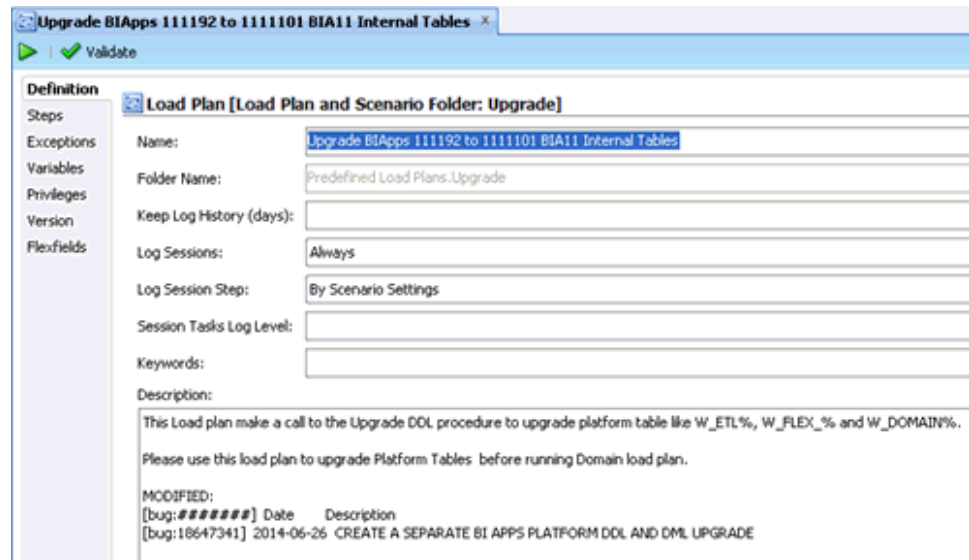 Upgrade BIApps 111192 to 1111101 BIA11 Internal Tables
Validate
Definition
Steps
Exceptions
Variables
Privileges
Version
Flexfields
Load Plan [Load Plan and Scenario Folder: Upgrade]
Name: Upgrade BIApps 111192 to 1111101 BIA11 Internal Tables
Folder Name: Predefined Load Plans.Upgrade
Keep Log History (days):
Log Sessions: Always
Log Session Step: By Scenario Settings
Session Tasks Log Level:
Keywords:
Description:
This Load plan make a call to the Upgrade DDL procedure to upgrade platform table like W_ETL%, W_FLEX_% and W_DOMAIN%.
Please use this load plan to upgrade Platform Tables before running Domain load plan.
MODIFIED:
[bug:#######] Date Description
[bug:18647341] 2014-06-26 CREATE A SEPARATE BI APPS PLATFORM DDL AND DML UPGRADE